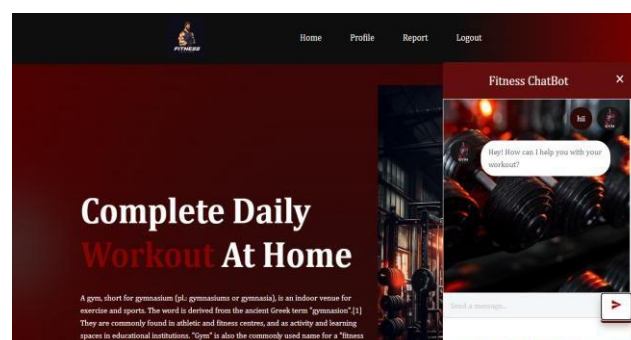 FITNESS
Home Profile Report Logout
Fitness ChatBot ×
hii
GYM
GYM
Hey! How can I help you with your
workout?
Complete Daily
Workout At Home
A gym, short for gymnasium (pl.: gymnasiums or gymnasia), is an indoor venue for
exercise and sports. The word is derived from the ancient Greek term "gymnasion".[1]
They are commonly found in athletic and fitness centres, and as activity and learning
spaces in educational institutions. "Gym" is also the commonly used name for a "fitness
Send a message...